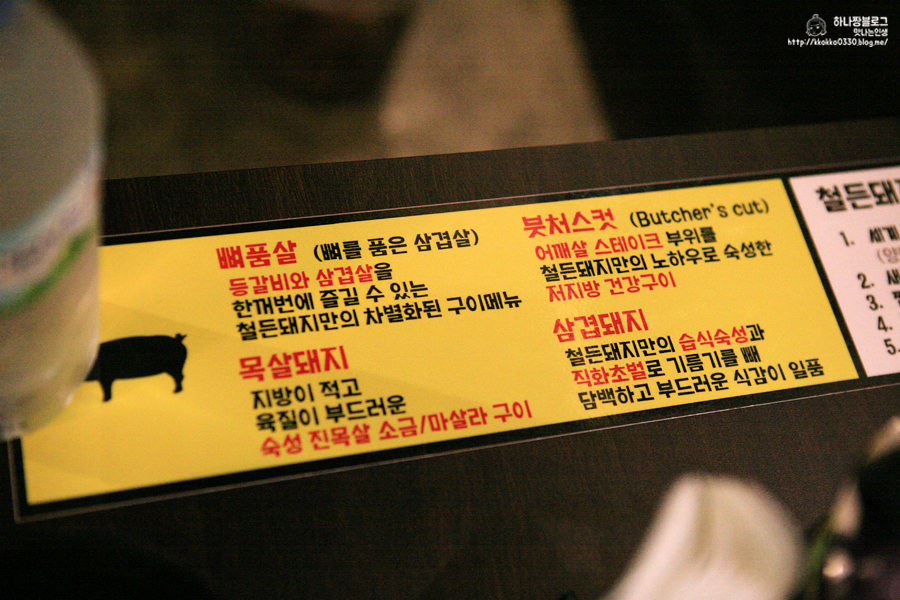 하나짱블로그
맛나는인생
http://kkokko0330.blog.me/
뼈품살 (뼈를 품은 삼겹살)
등갈비와 삼겹살을
한꺼번에 즐길 수 있는
철든돼지만의 차별화된 구이메뉴
목살돼지
지방이 적고
육질이 부드러운
숙성 진목살 소금/마살라 구이
붓처스컷 (Butcher's cut)
어깨살 스테이크 부위를
철든돼지만의 노하우로 숙성한
저지방 건강구이
삼겹돼지
철든돼지만의 습식숙성과
직화초벌로 기름기를 빼
담백하고 부드러운 식감이 일품
철든돼
1. 세계
2. 새
3.
4.
5.